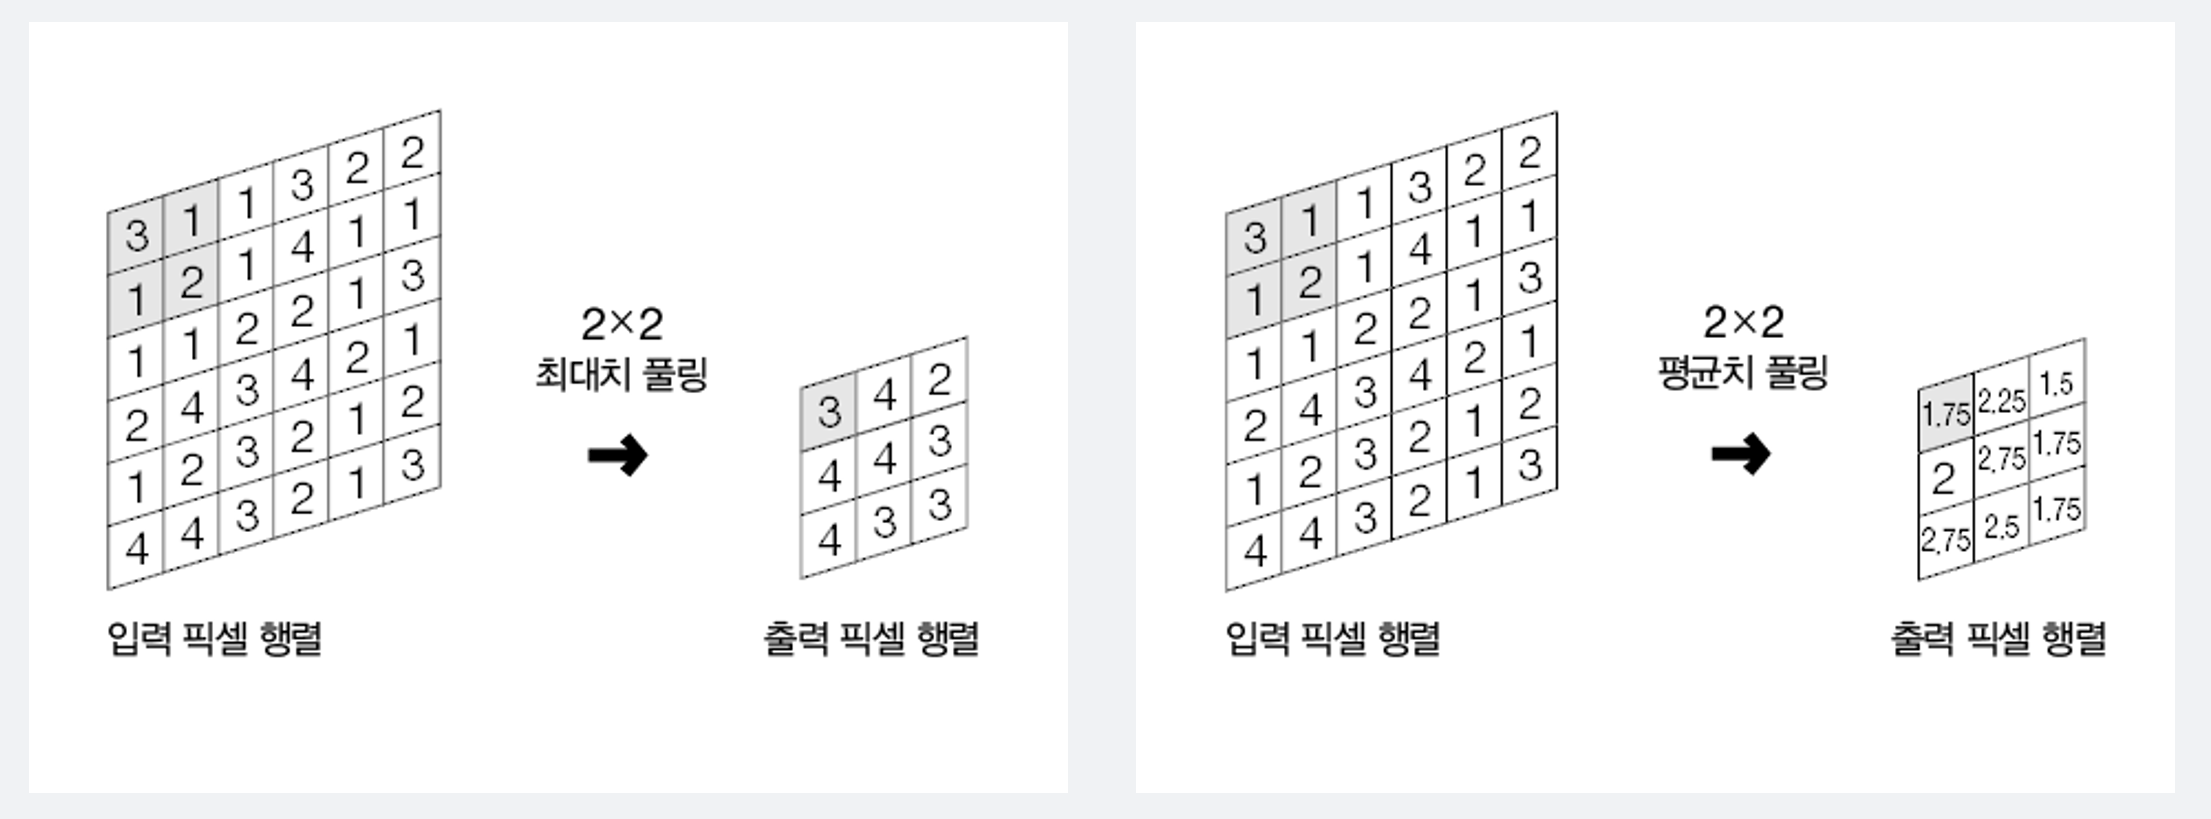 3 1 1 3 2 2
1 2 1 4 1 1
1 1 2 2 1 3
2 4 3 4 2 1
1 2 3 2 1 2
4 4 3 2 1 3
입력 픽셀 행렬
2×2
최대치 풀링
3 4 2
4 4 3
4 3 3
출력 픽셀 행렬
3 1 1 3 2 2
1 2 1 4 1 1
1 1 2 2 1 3
2 4 3 4 2 1
1 2 3 2 1 2
4 4 3 2 1 3
입력 픽셀 행렬
2×2
평균치 풀링
1.75 2.25 1.5
2 2.75 1.75
2.75 2.5 1.75
출력 픽셀 행렬